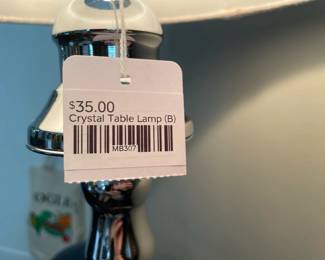 $35.00
Crystal Table Lamp (B)
MB307